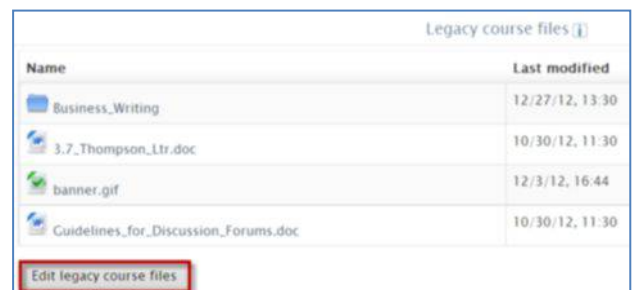 Legacy course files
Name Last modified
Business_Writing 12/27/12, 13:30
3.7_Thompson_Ltr.doc 10/30/12, 11:30
banner.gif 12/3/12, 16:44
Guidelines_for_Discussion_Forums.doc 10/30/12, 11:30
Edit legacy course files